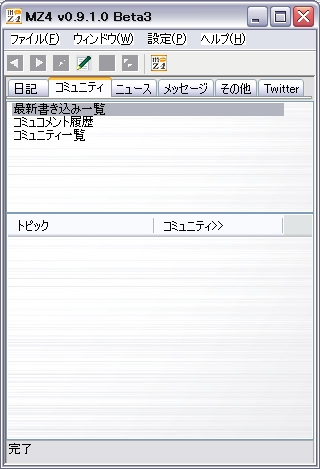 MZ4 v0.9.1.0 Beta3
ファイル(F) ウィンドウ(W) 設定(P) ヘルプ(H)
日記 コミュニティ ニュース メッセージ その他 Twitter
最新書き込み一覧
コミュコメント履歴
コミュニティ一覧
トピック コミュニティ>>
完了